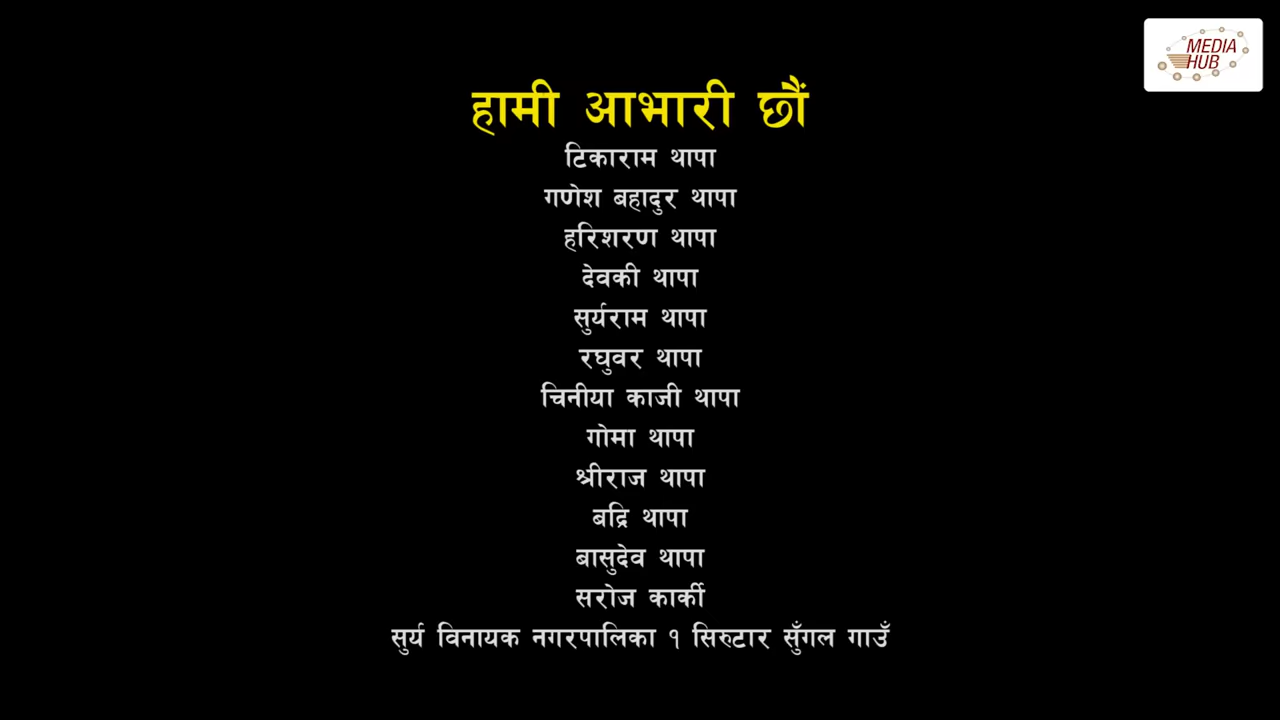 MEDIA
HUB
हामी आभारी छौं
टिकाराम थापा
गणेश बहादुर थापा
हरिशरण थापा
देवकी थापा
सुर्यराम थापा
रघुवर थापा
चिनीया काजी थापा
गोमा थापा
श्रीराज थापा
बद्रि थापा
बासुदेव थापा
सरोज कार्की
सुर्य विनायक नगरपालिका १ सिरुटार सुँगल गाउँ